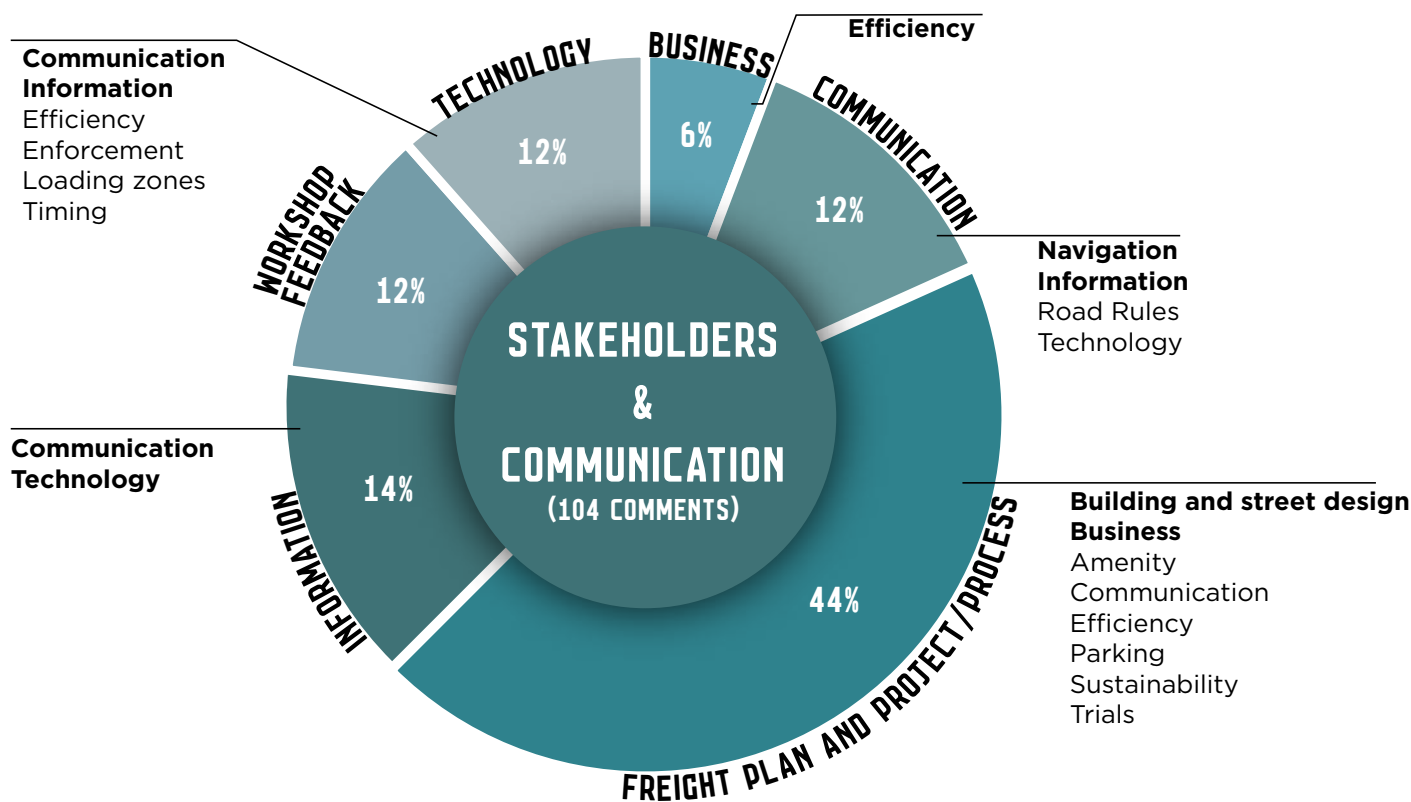 Communication
Information
Efficiency
Enforcement
Loading zones
Timing
TECHNOLOGY
12%
BUSINESS
6%
Efficiency
COMMUNICATION
12%
Navigation
Information
Road Rules
Technology
WORKSHOP
FEEDBACK
12%
STAKEHOLDERS
&
COMMUNICATION
(104 COMMENTS)
Communication
Technology
14%
INFORMATION
44%
FREIGHT PLAN AND PROJECT/PROCESS
Building and street design
Business
Amenity
Communication
Efficiency
Parking
Sustainability
Trials